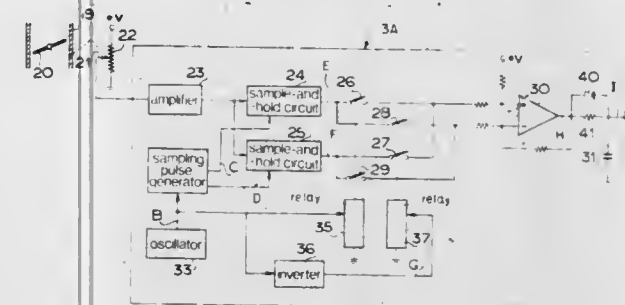 +V
9
22
3A
20
2
23
amplifier
24
sample-and
-hold circuit
E
26
28
+V
30
40
I
H
41
31
25
sample-and
-hold circuit
F
27
29
sampling
pulse
generator
C
D
B
relay
35
relay
37
oscillator
33
36
inverter
G